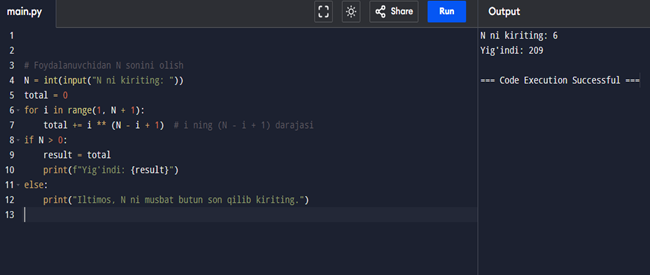 main.py
Share
Run
Output
1
2
3 # Foydalanuvchidan N sonini olish
4 N = int(input("N ni kiriting: "))
5 total = 0
6 for i in range(1, N + 1):
7     total += i ** (N - i + 1)  # i ning (N - i + 1) darajasi
8 if N > 0:
9     result = total
10     print(f"Yig'indi: {result}")
11 else:
12     print("Iltimos, N ni musbat butun son qilib kiriting.")
13
N ni kiriting: 6
Yig'indi: 209
=== Code Execution Successful ===